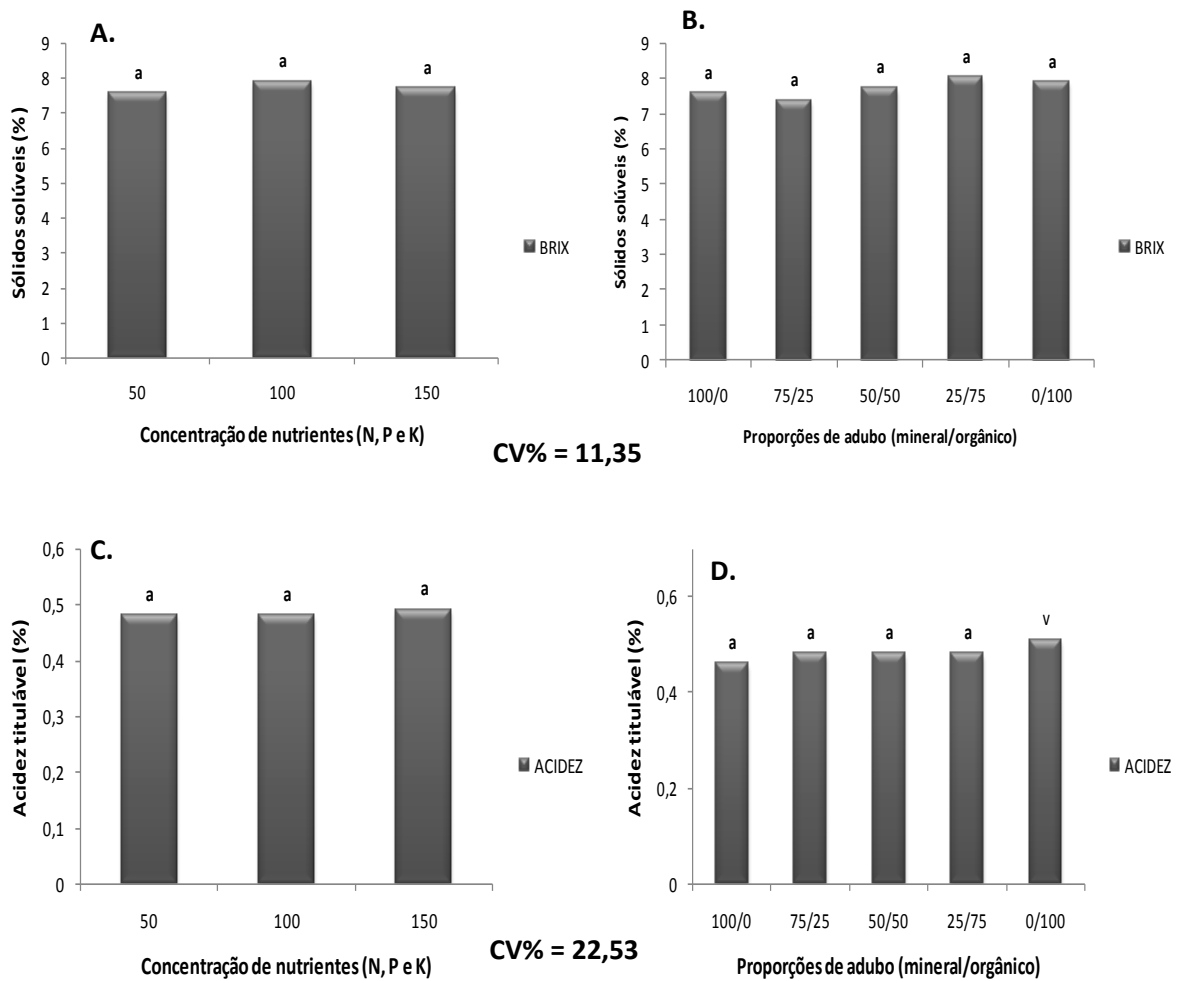 A.
9
8
7
6
5
4
3
2
1
0
Sólidos solúveis (%)
a
a
a
50
100
150
Concentração de nutrientes (N, P e K)
BRIX
B.
9
8
7
6
5
4
3
2
1
0
Sólidos solúveis (% )
a
a
a
a
a
100/0
75/25
50/50
25/75
0/100
Proporções de adubo (mineral/orgânico)
BRIX
CV% = 11,35
C.
0,6
0,5
0,4
0,3
0,2
0,1
0
Acidez titulável (%)
a
a
a
50
100
150
Concentração de nutrientes (N, P e K)
ACIDEZ
D.
0,6
0,4
0,2
0
Acidez titulável (%)
a
a
a
a
v
100/0
75/25
50/50
25/75
0/100
Proporções de adubo (mineral/orgânico)
ACIDEZ
CV% = 22,53